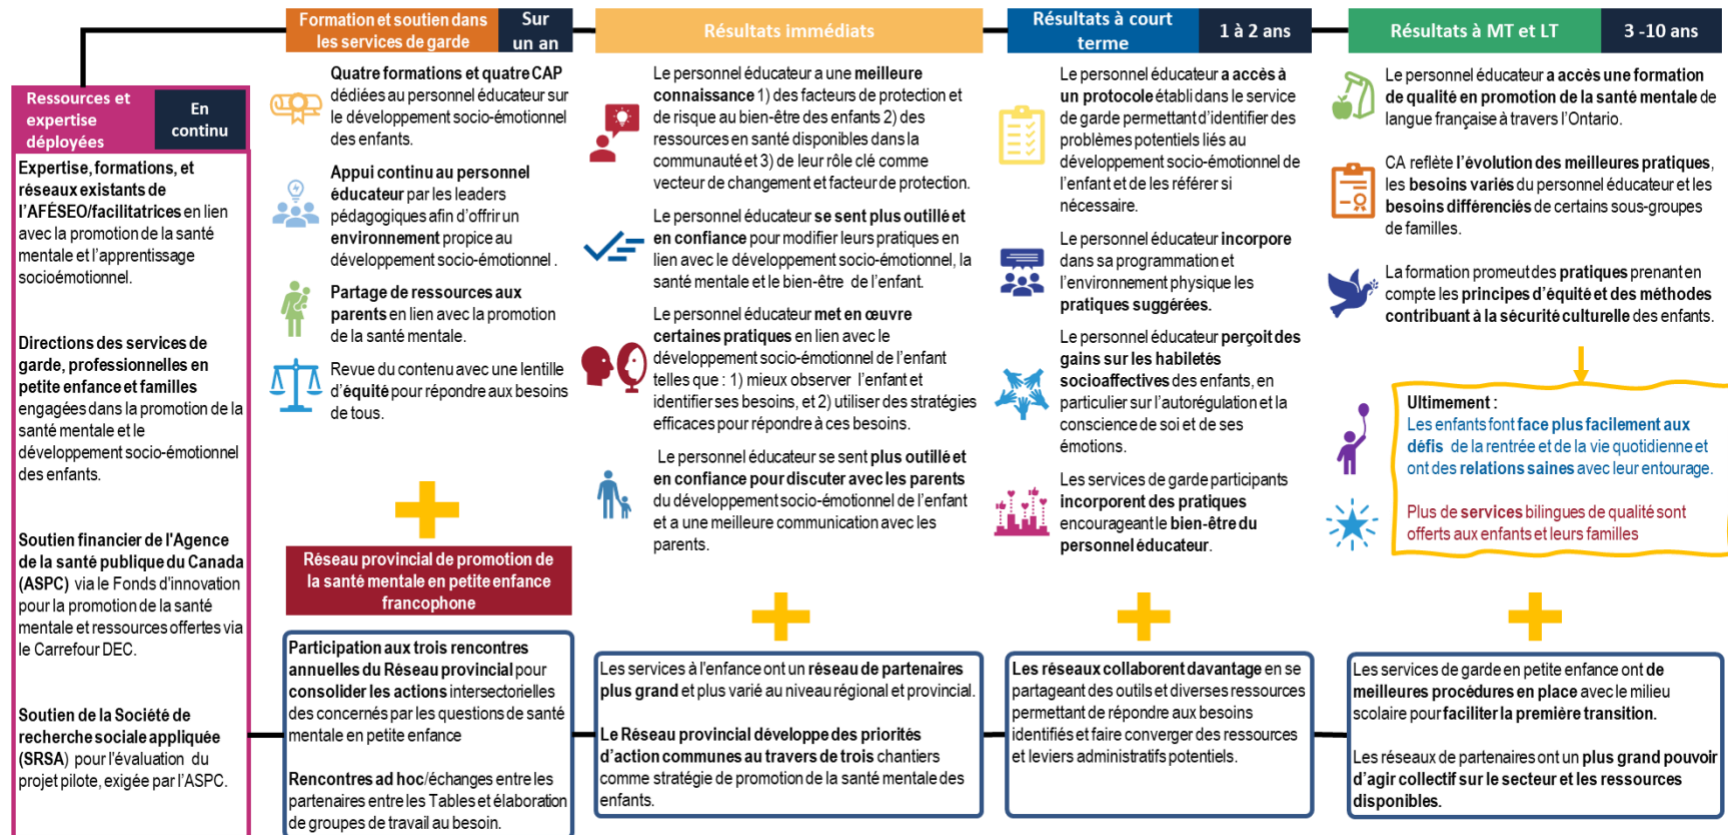 Ressources et
expertise
déployées
En
continu
Expertise, formations, et
réseaux existants de
l'AFÉSEO/facilitatrices en lien
avec la promotion de la santé
mentale et l'apprentissage
socioémotionnel.
Directions des services de
garde, professionnelles en
petite enfance et familles
engagées dans la promotion de la
santé mentale et le
développement socio-émotionnel
des enfants.
Soutien financier de l'Agence
de la santé publique du Canada
(ASPC) via le Fonds d'innovation
pour la promotion de la santé
mentale et ressources offertes via
le Carrefour DEC.
Soutien de la Société de
recherche sociale appliquée
(SRSA) pour l'évaluation du
projet pilote, exigée par l'ASPC.
Formation et soutien dans
les services de garde
Sur
un an
Quatre formations et quatre CAP
dédiées au personnel éducateur sur
le développement socio-émotionnel
des enfants.
Appui continu au personnel
éducateur par les leaders
pédagogiques afin d'offrir un
environnement propice au
développement socio-émotionnel .
Partage de ressources aux
parents en lien avec la promotion
de la santé mentale.
Revue du contenu avec une lentille
d'équité pour répondre aux besoins
de tous.
Réseau provincial de promotion de
la santé mentale en petite enfance
francophone
Participation aux trois rencontres
annuelles du Réseau provincial pour
consolider les actions intersectorielles
des concernés par les questions de santé
mentale en petite enfance
Rencontres ad hoc/échanges entre les
partenaires entre les Tables et élaboration
de groupes de travail au besoin.
Résultats immédiats
Le personnel éducateur a une meilleure
connaissance 1) des facteurs de protection et
de risque au bien-être des enfants 2) des
ressources en santé disponibles dans la
communauté et 3) de leur rôle clé comme
vecteur de changement et facteur de protection.
Le personnel éducateur se sent plus outillé et
en confiance pour modifier leurs pratiques en
lien avec le développement socio-émotionnel, la
santé mentale et le bien-être de l'enfant.
Le personnel éducateur met en œuvre
certaines pratiques en lien avec le
développement socio-émotionnel de l'enfant
telles que : 1) mieux observer l'enfant et
identifier ses besoins, et 2) utiliser des stratégies
efficaces pour répondre à ces besoins.
Le personnel éducateur se sent plus outillé et
en confiance pour discuter avec les parents
du développement socio-émotionnel de l'enfant
et a une meilleure communication avec les
parents.
Les services à l'enfance ont un réseau de partenaires
plus grand et plus varié au niveau régional et provincial.
Le Réseau provincial développe des priorités
d'action communes au travers de trois chantiers
comme stratégie de promotion de la santé mentale des
enfants.
Résultats à court
terme
1 à 2 ans
Le personnel éducateur a accès à
un protocole établi dans le service
de garde permettant d'identifier des
problèmes potentiels liés au
développement socio-émotionnel de
l'enfant et de les référer si
nécessaire.
Le personnel éducateur incorpore
dans sa programmation et
l'environnement physique les
pratiques suggérées.
Le personnel éducateur perçoit des
gains sur les habiletés
socioaffectives des enfants, en
particulier sur l'autorégulation et la
conscience de soi et de ses
émotions.
Les services de garde participants
incorporent des pratiques
encourageant le bien-être du
personnel éducateur.
Les réseaux collaborent davantage en se
partageant des outils et diverses ressources
permettant de répondre aux besoins
identifiés et faire converger des ressources
et leviers administratifs potentiels.
Résultats à MT et LT
3 -10 ans
Le personnel éducateur a accès une formation
de qualité en promotion de la santé mentale de
langue française à travers l'Ontario.
CA reflète l'évolution des meilleures pratiques,
les besoins variés du personnel éducateur et les
besoins différenciés de certains sous-groupes
de familles.
La formation promeut des pratiques prenant en
compte les principes d'équité et des méthodes
contribuant à la sécurité culturelle des enfants.
Ultimement :
Les enfants font face plus facilement aux
défis de la rentrée et de la vie quotidienne et
ont des relations saines avec leur entourage.
Plus de services bilingues de qualité sont
offerts aux enfants et leurs familles
Les services de garde en petite enfance ont de
meilleures procédures en place avec le milieu
scolaire pour faciliter la première transition.
Les réseaux de partenaires ont un plus grand pouvoir
d'agir collectif sur le secteur et les ressources
disponibles.